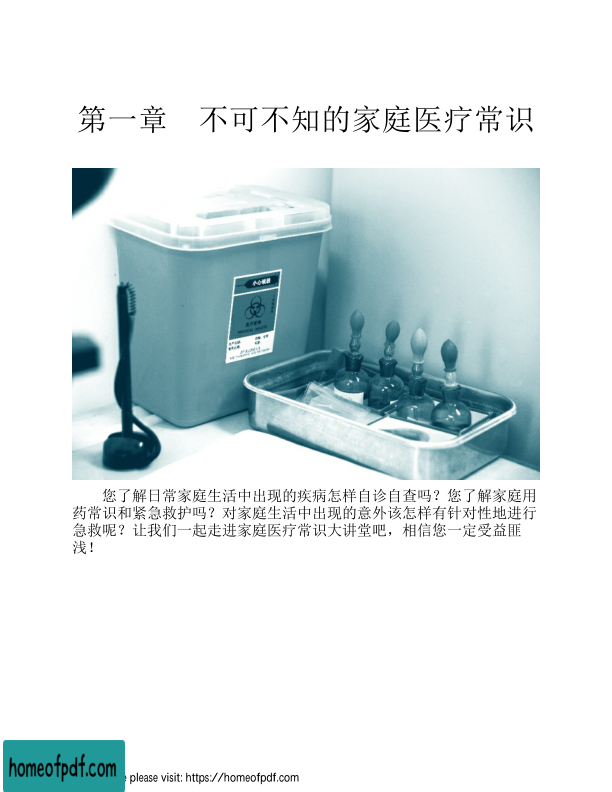 第一章　不可不知的家庭医疗常识
小心破损
您了解日常家庭生活中出现的疾病怎样自诊自查吗？您了解家庭用
药常识和紧急救护吗？对家庭生活中出现的意外该怎样有针对性地进行
急救呢？让我们一起走进家庭医疗常识大讲堂吧，相信您一定受益匪
浅！
homeofpdf.com
e please visit: https://homeofpdf.com